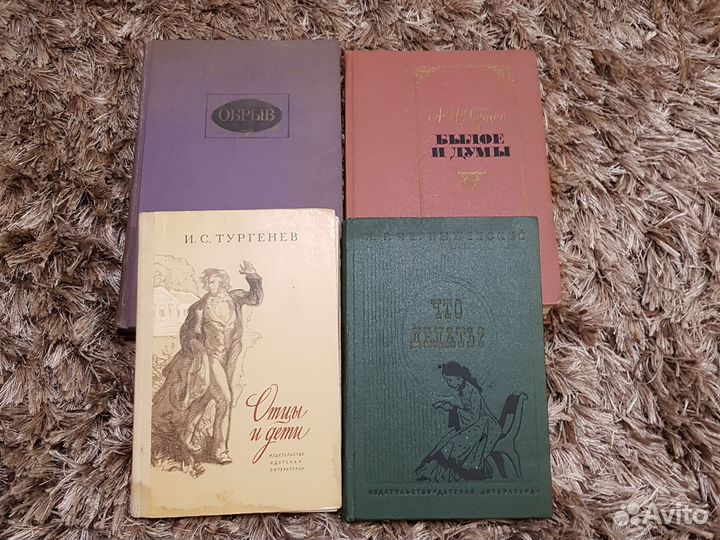 ОБРЫВ
А. И. Герцен
БЫЛОЕ
И ДУМЫ
И. С. ТУРГЕНЕВ
Отцы
и дети
ИЗДАТЕЛЬСТВО
«ДЕТСКАЯ
ЛИТЕРАТУРА»
Н. Г. ЧЕРНЫШЕВСКИЙ
ЧТО
ДЕЛАТЬ?
ИЗДАТЕЛЬСТВО «ДЕТСКАЯ ЛИТЕРАТУРА»
Avito